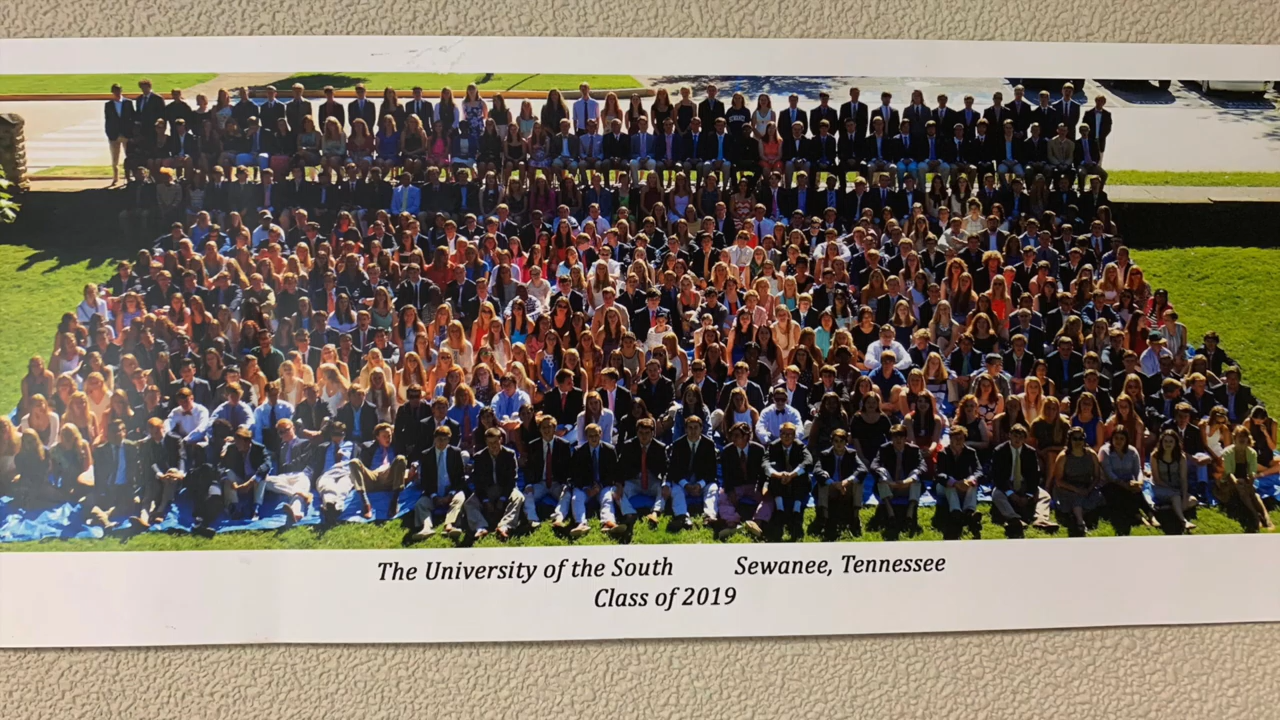 The University of the South Sewanee, Tennessee
Class of 2019